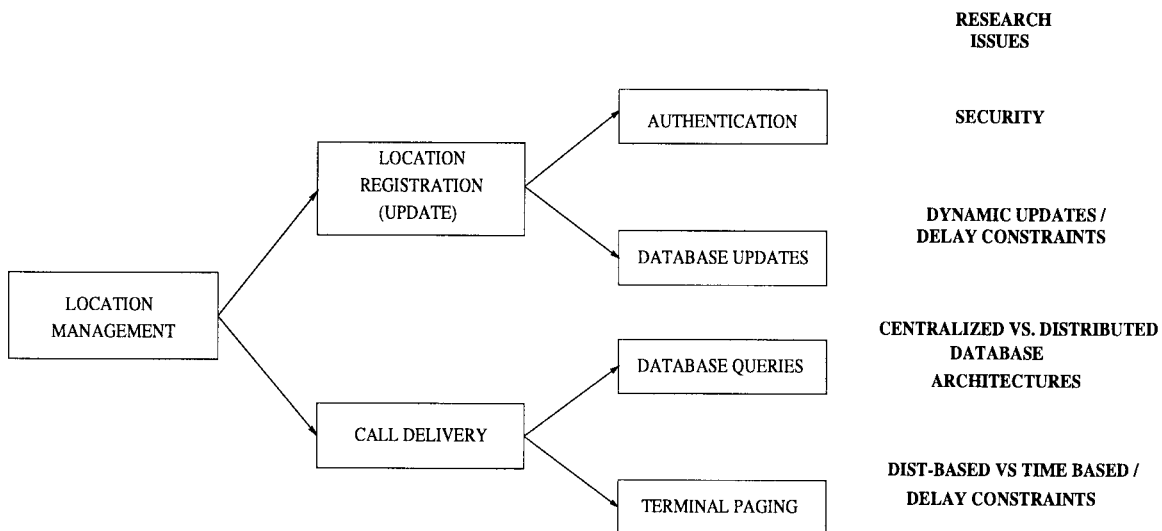 RESEARCH
ISSUES
AUTHENTICATION
SECURITY
LOCATION
REGISTRATION
(UPDATE)
DYNAMIC UPDATES /
DELAY CONSTRAINTS
DATABASE UPDATES
LOCATION
MANAGEMENT
CENTRALIZED VS. DISTRIBUTED
DATABASE
ARCHITECTURES
DATABASE QUERIES
CALL DELIVERY
DIST-BASED VS TIME BASED /
DELAY CONSTRAINTS
TERMINAL PAGING